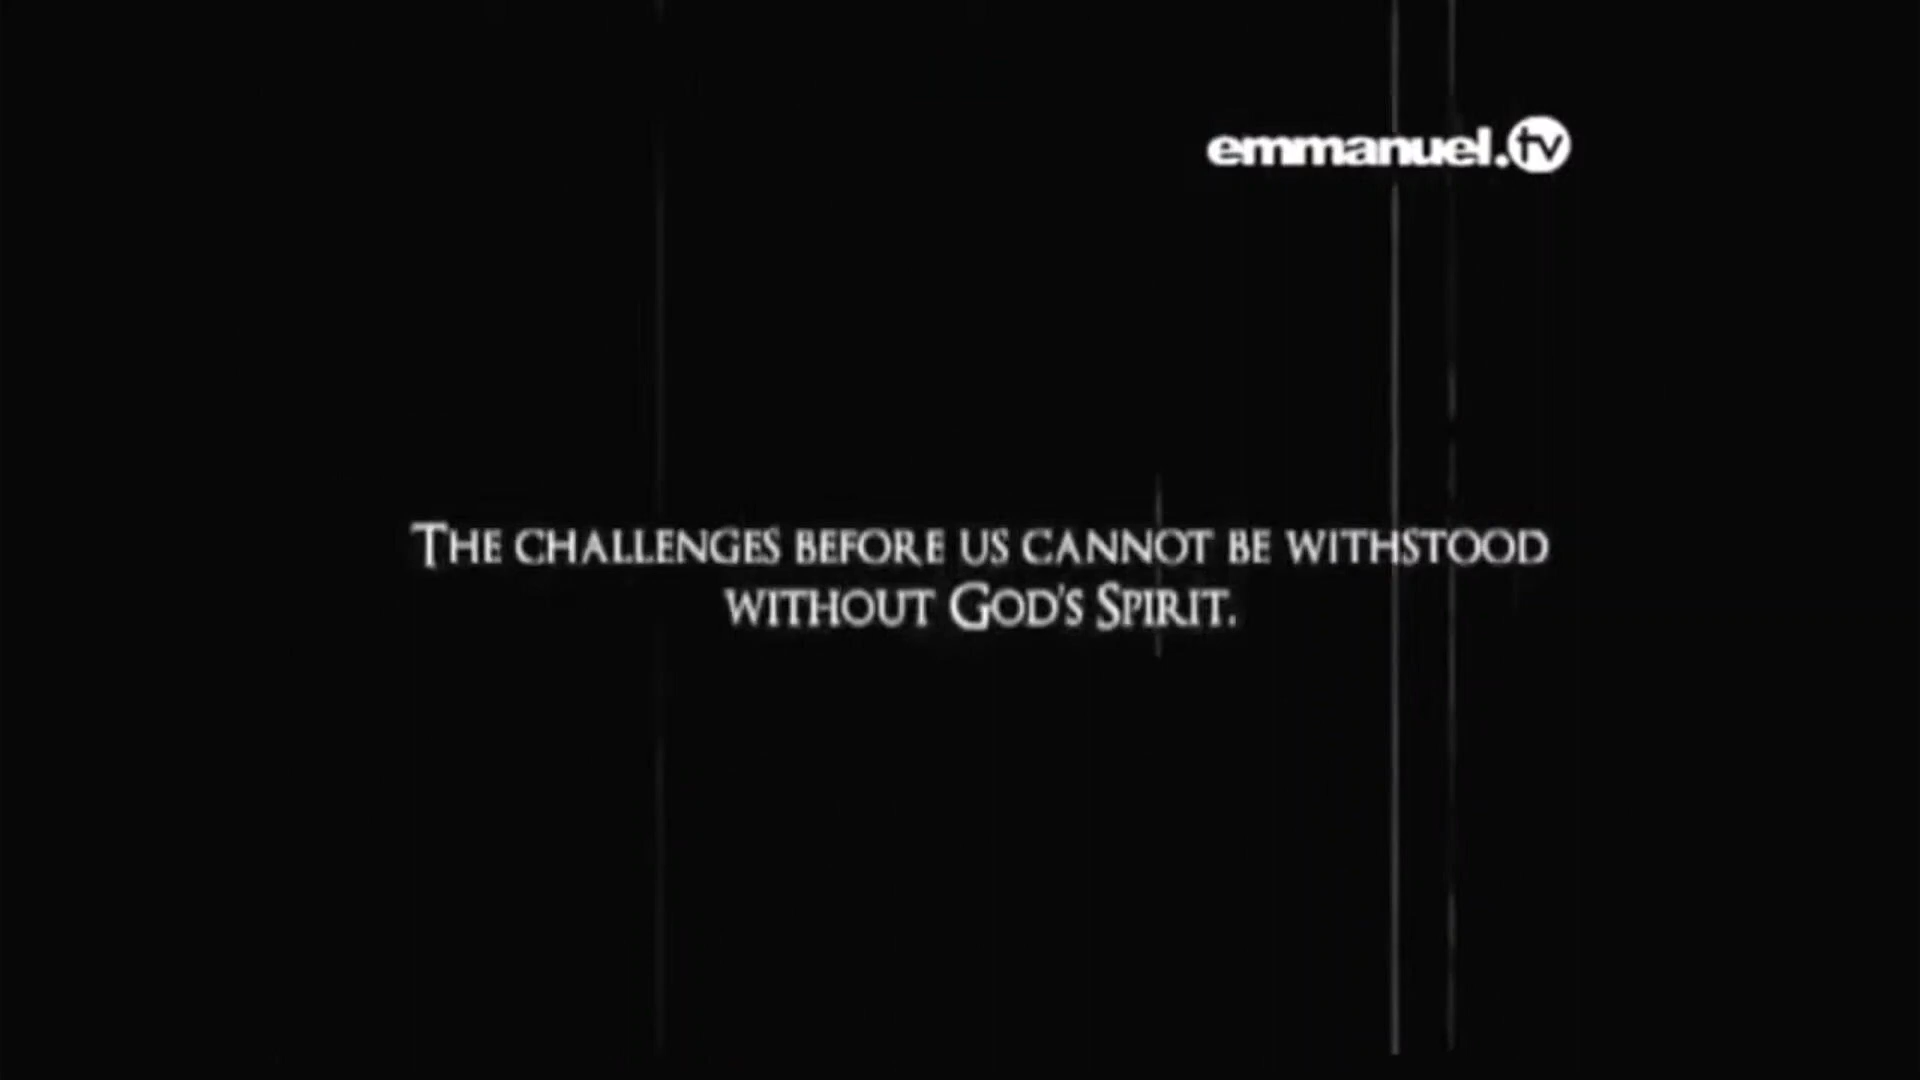 emmanuel.tv
The challenges before us cannot be withstood
without God's Spirit.